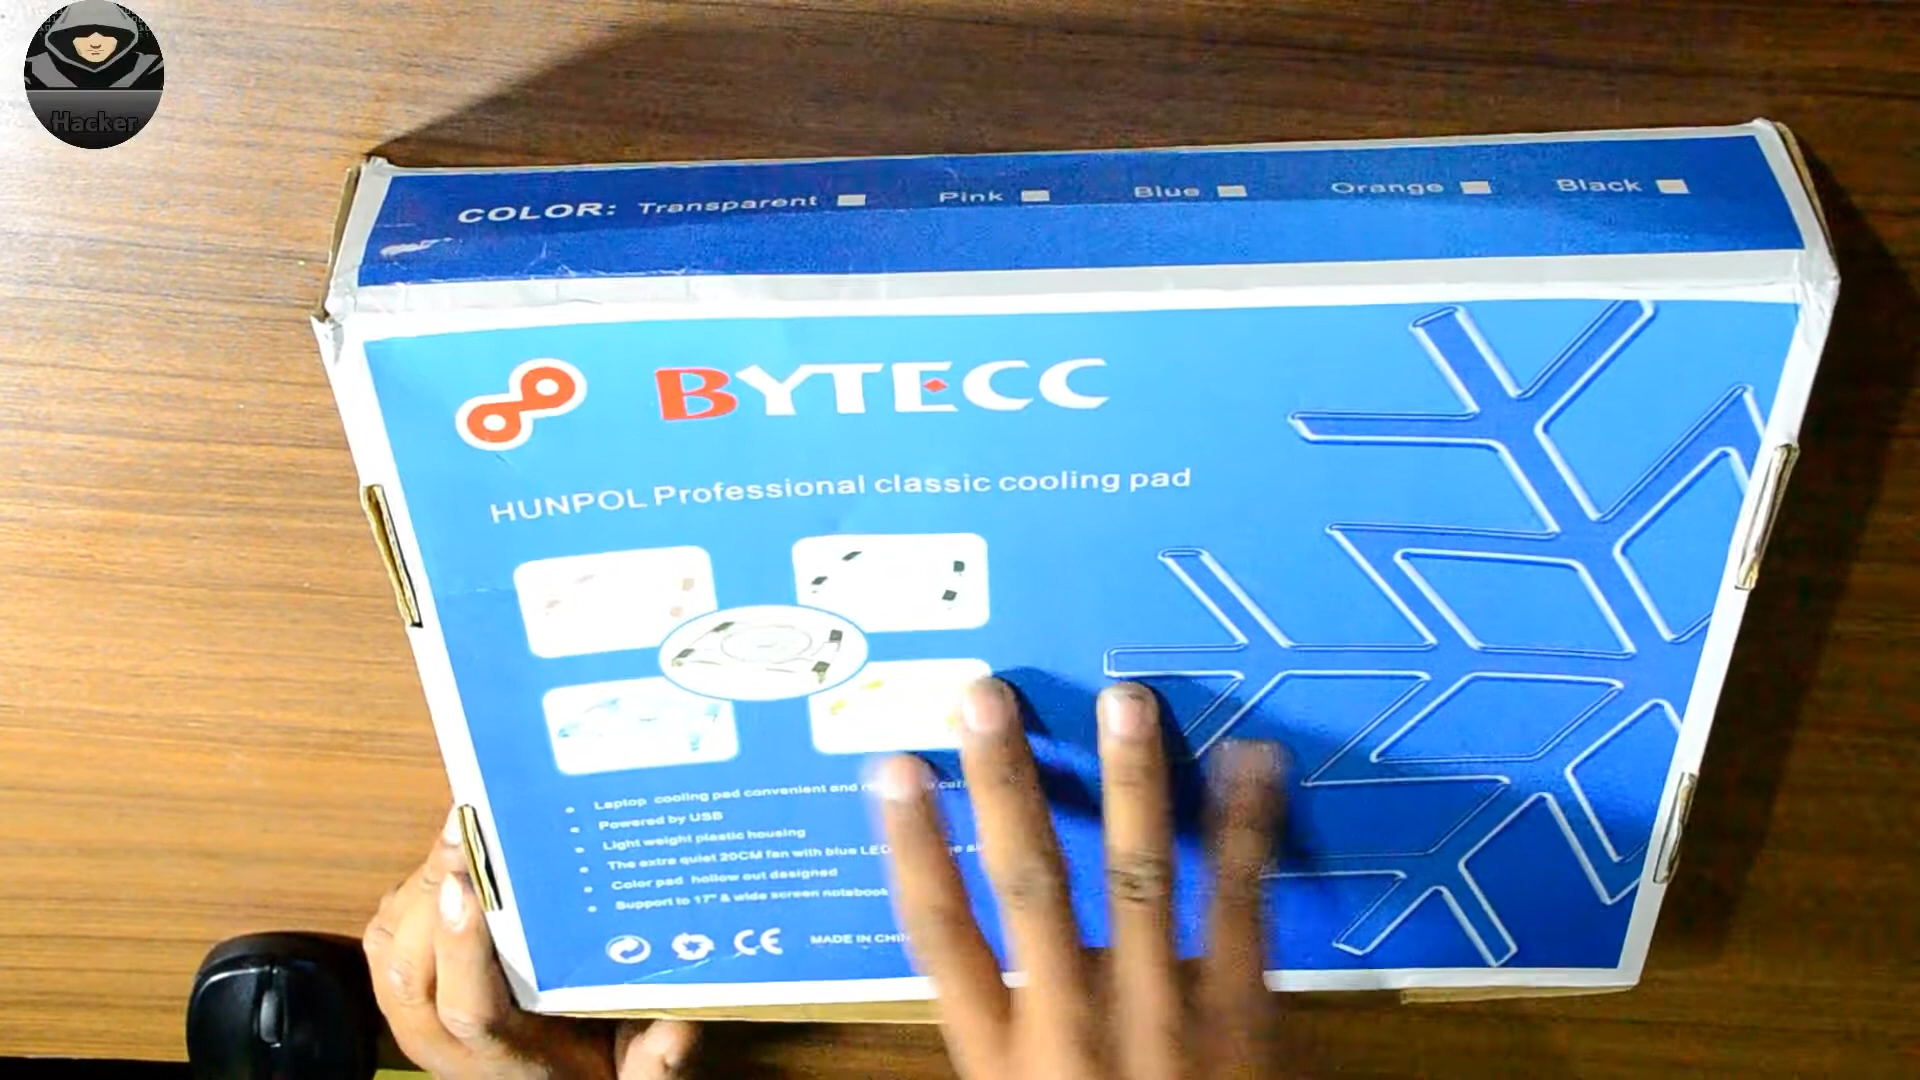 Hacker
COLOR: Transparent Pink Blue Orange Black
BYTECC
HUNPOL Professional classic cooling pad
Laptop cooling pad convenient and
Powered by USB
Light weight plastic housing
The extra quiet 20CM fan with blue LED
Color pad hollow out designed
Support to 17" & wide screen notebook
CE MADE IN